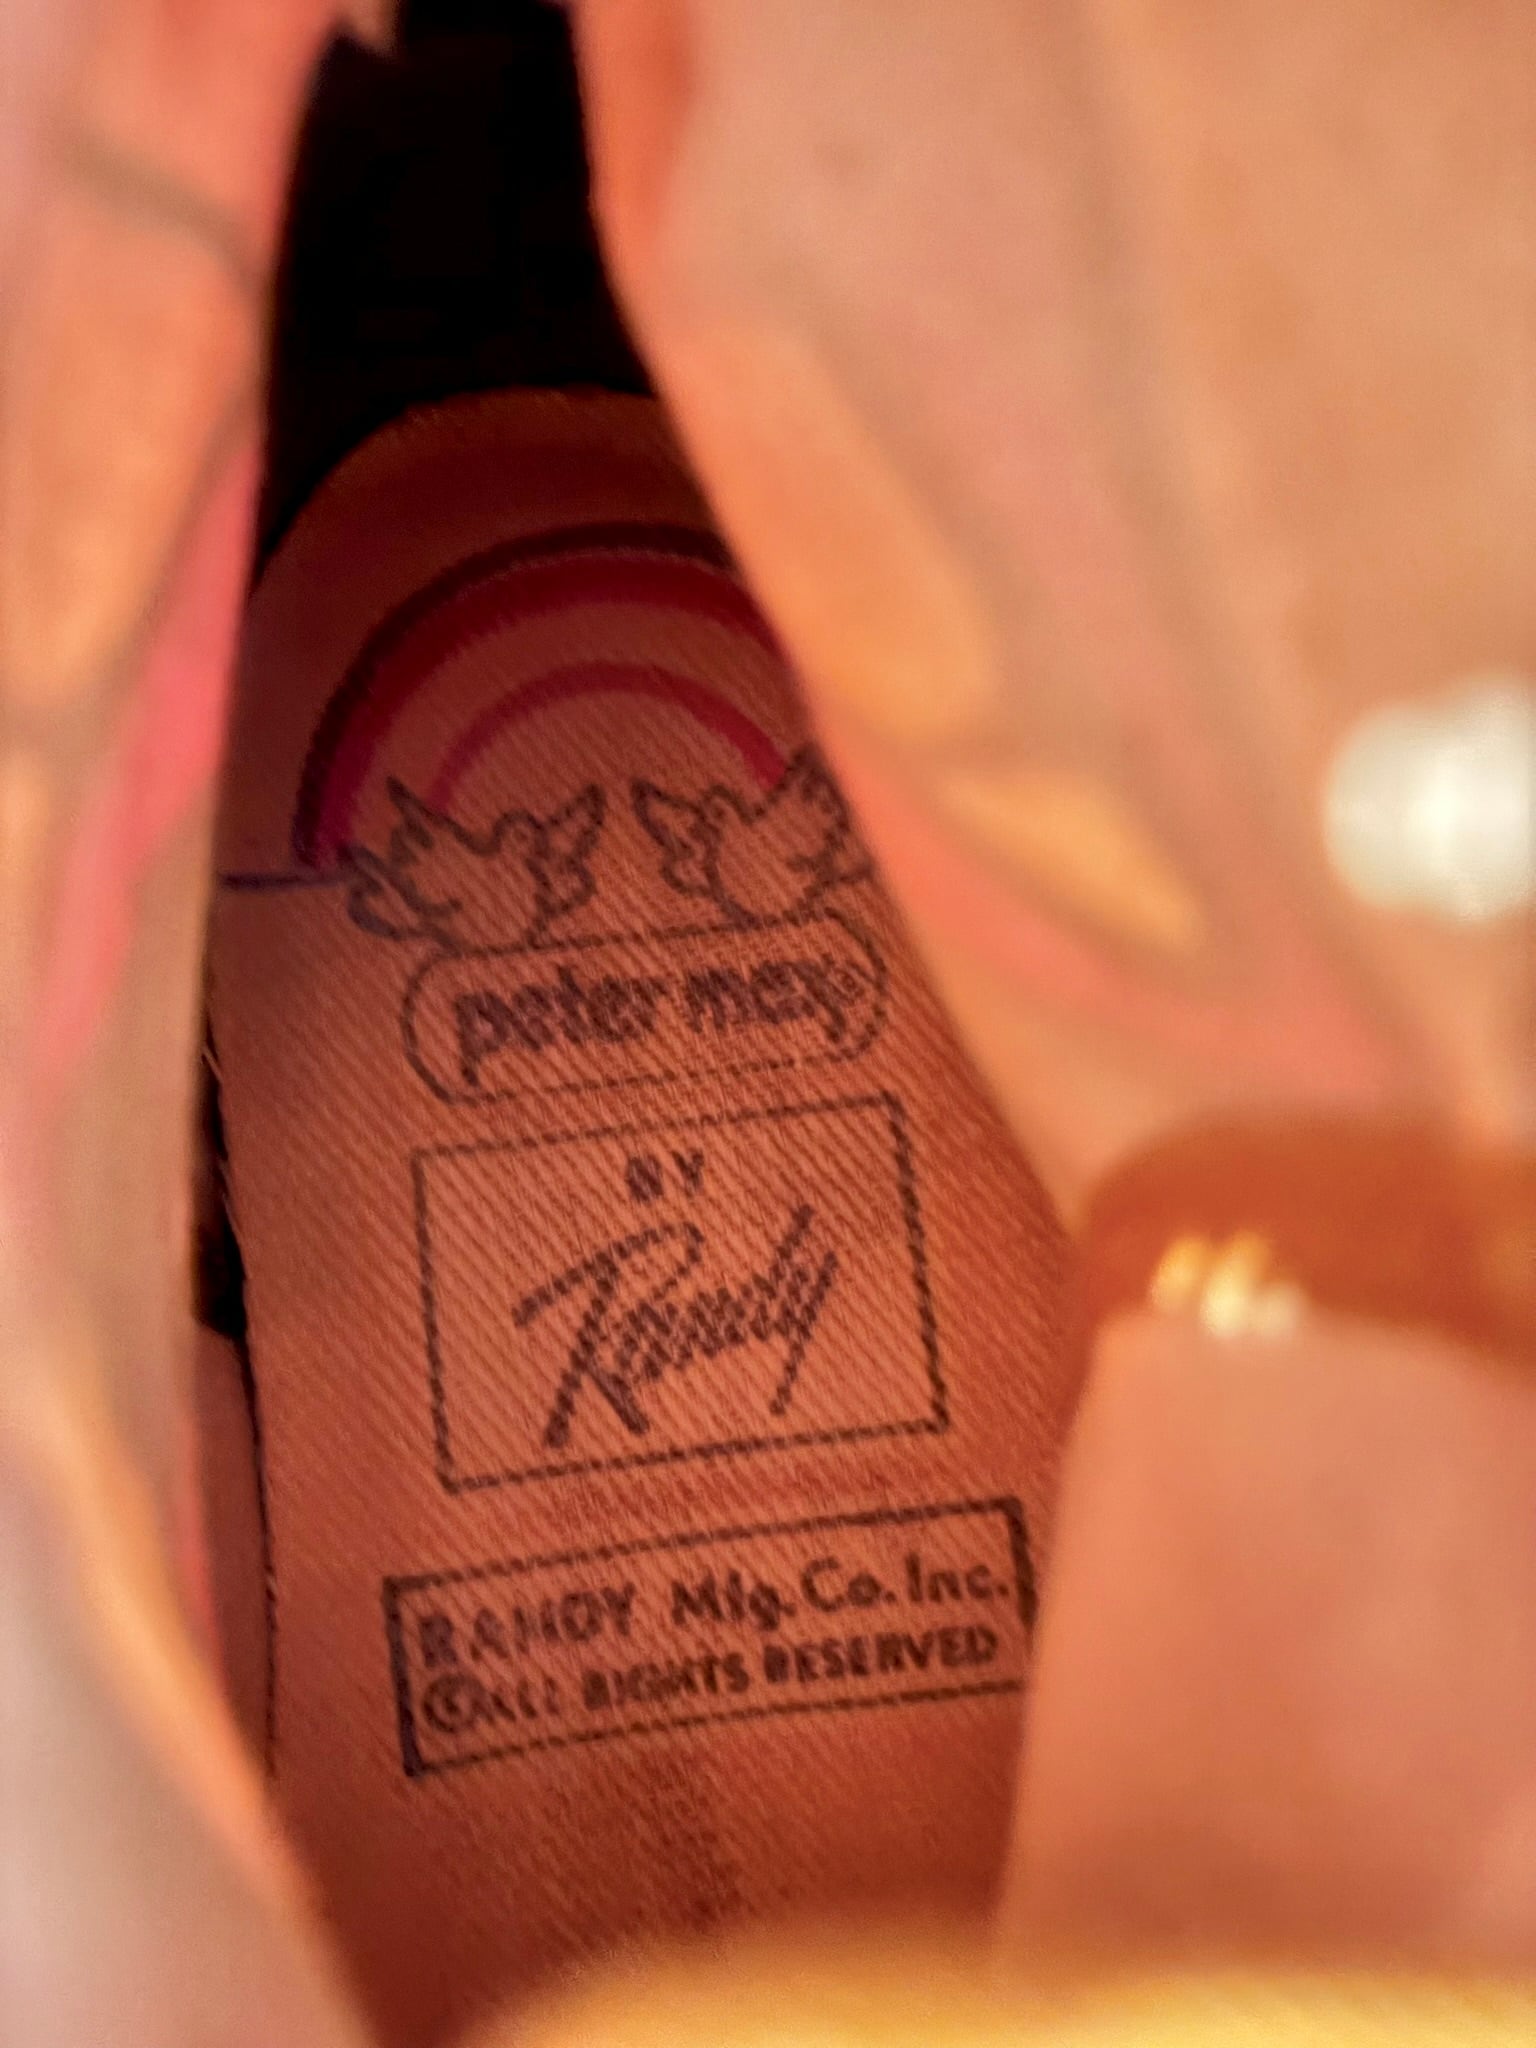 peter max
BY
Randy
RANDY Mfg. Co. Inc.
© ALL RIGHTS RESERVED